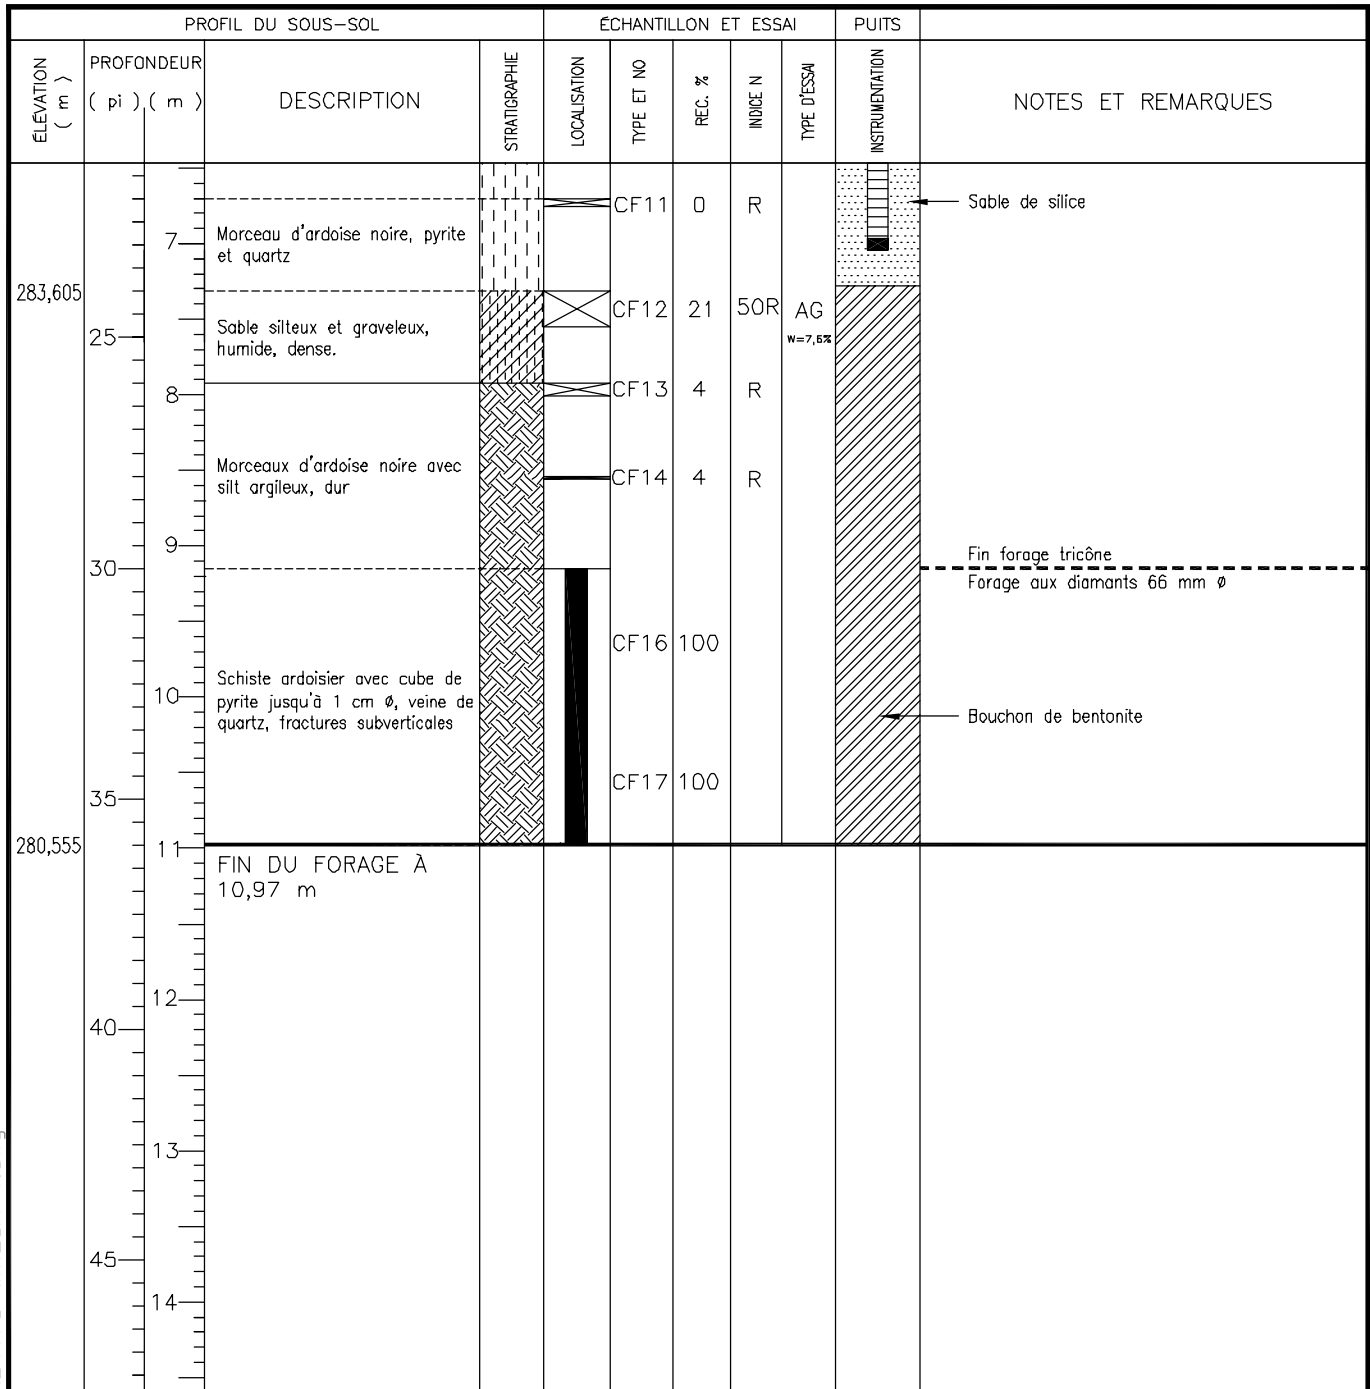 PROFIL DU SOUS-SOL
ÉCHANTILLON ET ESSAI
PUITS
ÉLÉVATION
( m )
PROFONDEUR
( pi )
( m )
DESCRIPTION
STRATIGRAPHIE
LOCALISATION
TYPE ET NO
REC. %
INDICE N
TYPE D'ESSAI
INSTRUMENTATION
NOTES ET REMARQUES
CF11 0 R
Sable de silice
Morceau d'ardoise noire, pyrite
et quartz
7
283,605
CF12 21 50R AG
W=7,6%
Sable silteux et graveleux,
humide, dense.
25
8
CF13 4 R
Morceaux d'ardoise noire avec
silt argileux, dur
CF14 4 R
9
Fin forage tricône
30
Forage aux diamants 66 mm Ø
CF16 100
Schiste ardoisier avec cube de
pyrite jusqu'à 1 cm Ø, veine de
quartz, fractures subverticales
10
Bouchon de bentonite
CF17 100
35
280,555
11
FIN DU FORAGE À
10,97 m
12
40
13
45
14